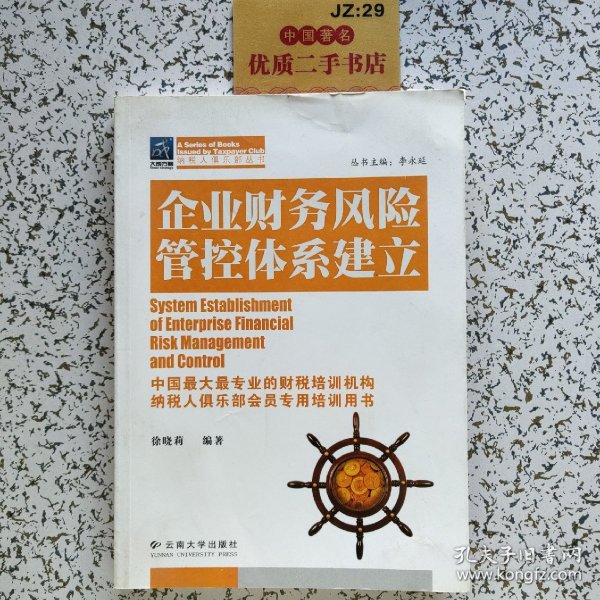 JZ:29
中国著名
优质二手书店
A Series of Books
Issued by Taxpayer Club
纳税人俱乐部丛书
丛书主编：李永延
企业财务风险
管控体系建立
System Establishment
of Enterprise Financial
Risk Management
and Control
中国最大最专业的财税培训机构
纳税人俱乐部会员专用培训用书
徐晓莉 编著
云南大学出版社
YUNNAN UNIVERSITY PRESS
孔夫子旧书网
www.kongfz.com